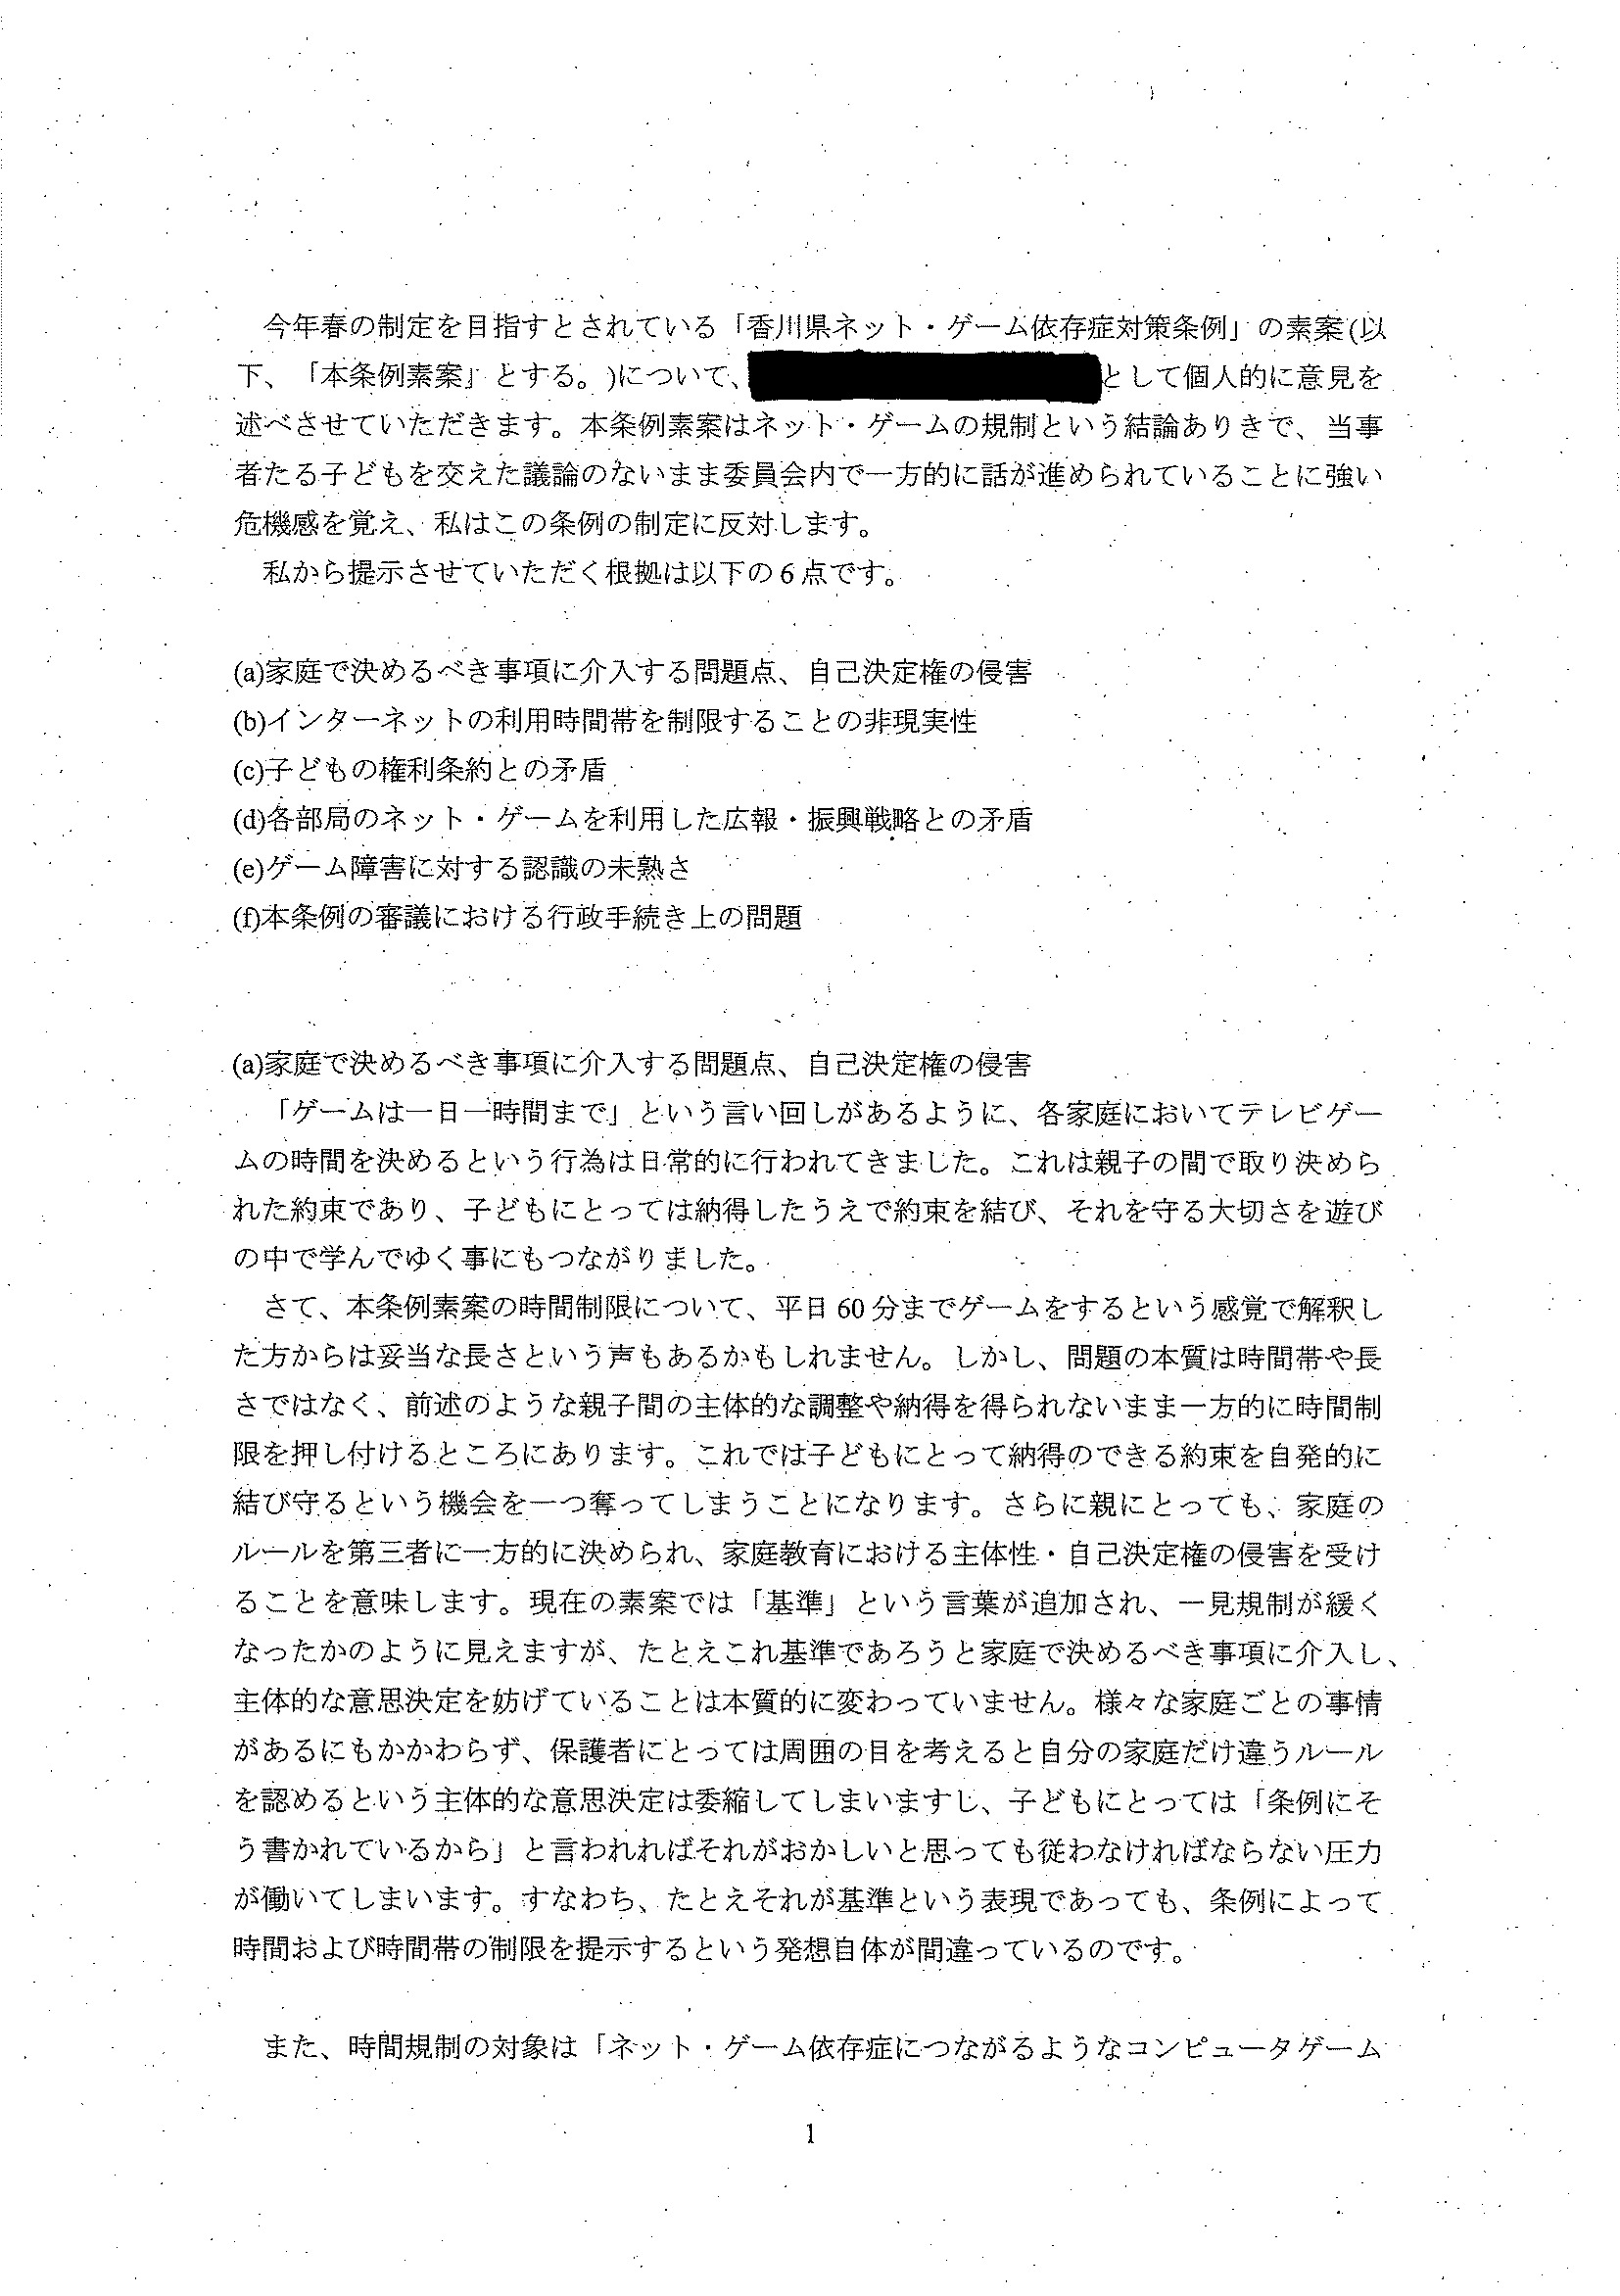 今年春の制定を目指すとされている「香川県ネット・ゲーム依存症対策条例」の素案(以
下、「本条例素案」とする。)について、として個人的に意見を
述べさせていただきます。本条例素案はネット・ゲームの規制という結論ありきで、当事
者たる子どもを交えた議論のないまま委員会内で一方的に話が進められていることに強い
危機感を覚え、私はこの条例の制定に反対します。
私から提示させていただく根拠は以下の6点です。
(a)家庭で決めるべき事項に介入する問題点、自己決定権の侵害
(b)インターネットの利用時間帯を制限することの非現実性
(c)子どもの権利条約との矛盾
(d)各部局のネット・ゲームを利用した広報・振興戦略との矛盾
(e)ゲーム障害に対する認識の未熟さ
(f)本条例の審議における行政手続き上の問題
(a)家庭で決めるべき事項に介入する問題点、自己決定権の侵害
「ゲームは一日一時間まで」という言い回しがあるように、各家庭においてテレビゲー
ムの時間を決めるという行為は日常的に行われてきました。これは親子の間で取り決めら
れた約束であり、子どもにとっては納得したうえで約束を結び、それを守る大切さを遊び
の中で学んでゆく事にもつながりました。
さて、本条例素案の時間制限について、平日60分までゲームをするという感覚で解釈し
た方からは妥当な長さという声もあるかもしれません。しかし、問題の本質は時間帯や長
さではなく、前述のような親子間の主体的な調整や納得を得られないまま一方的に時間制
限を押し付けるところにあります。これでは子どもにとって納得のできる約束を自発的に
結び守るという機会を一つ奪ってしまうことになります。さらに親にとっても、家庭の
ルールを第三者に一方的に決められ、家庭教育における主体性・自己決定権の侵害を受け
ることを意味します。現在の素案では「基準」という言葉が追加され、一見規制が緩く
なったかのように見えますが、たとえこれ基準であろうと家庭で決めるべき事項に介入し、
主体的な意思決定を妨げていることは本質的に変わっていません。様々な家庭ごとの事情
があるにもかかわらず、保護者にとっては周囲の目を考えると自分の家庭だけ違うルール
を認めるという主体的な意思決定は委縮してしまいますし、子どもにとっては「条例にそ
う書かれているから」と言われればそれがおかしいと思っても従わなければならない圧力
が働いてしまいます。すなわち、たとえそれが基準という表現であっても、条例によって
時間および時間帯の制限を提示するという発想自体が間違っているのです。
また、時間規制の対象は「ネット・ゲーム依存症につながるようなコンピュータゲーム
1